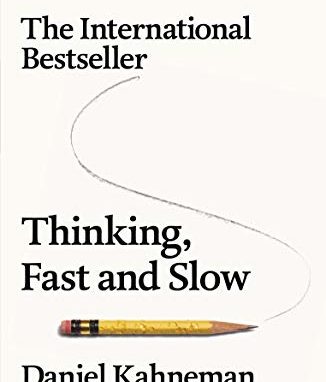 The International
Bestseller
Thinking,
Fast and Slow
Daniel Kahneman